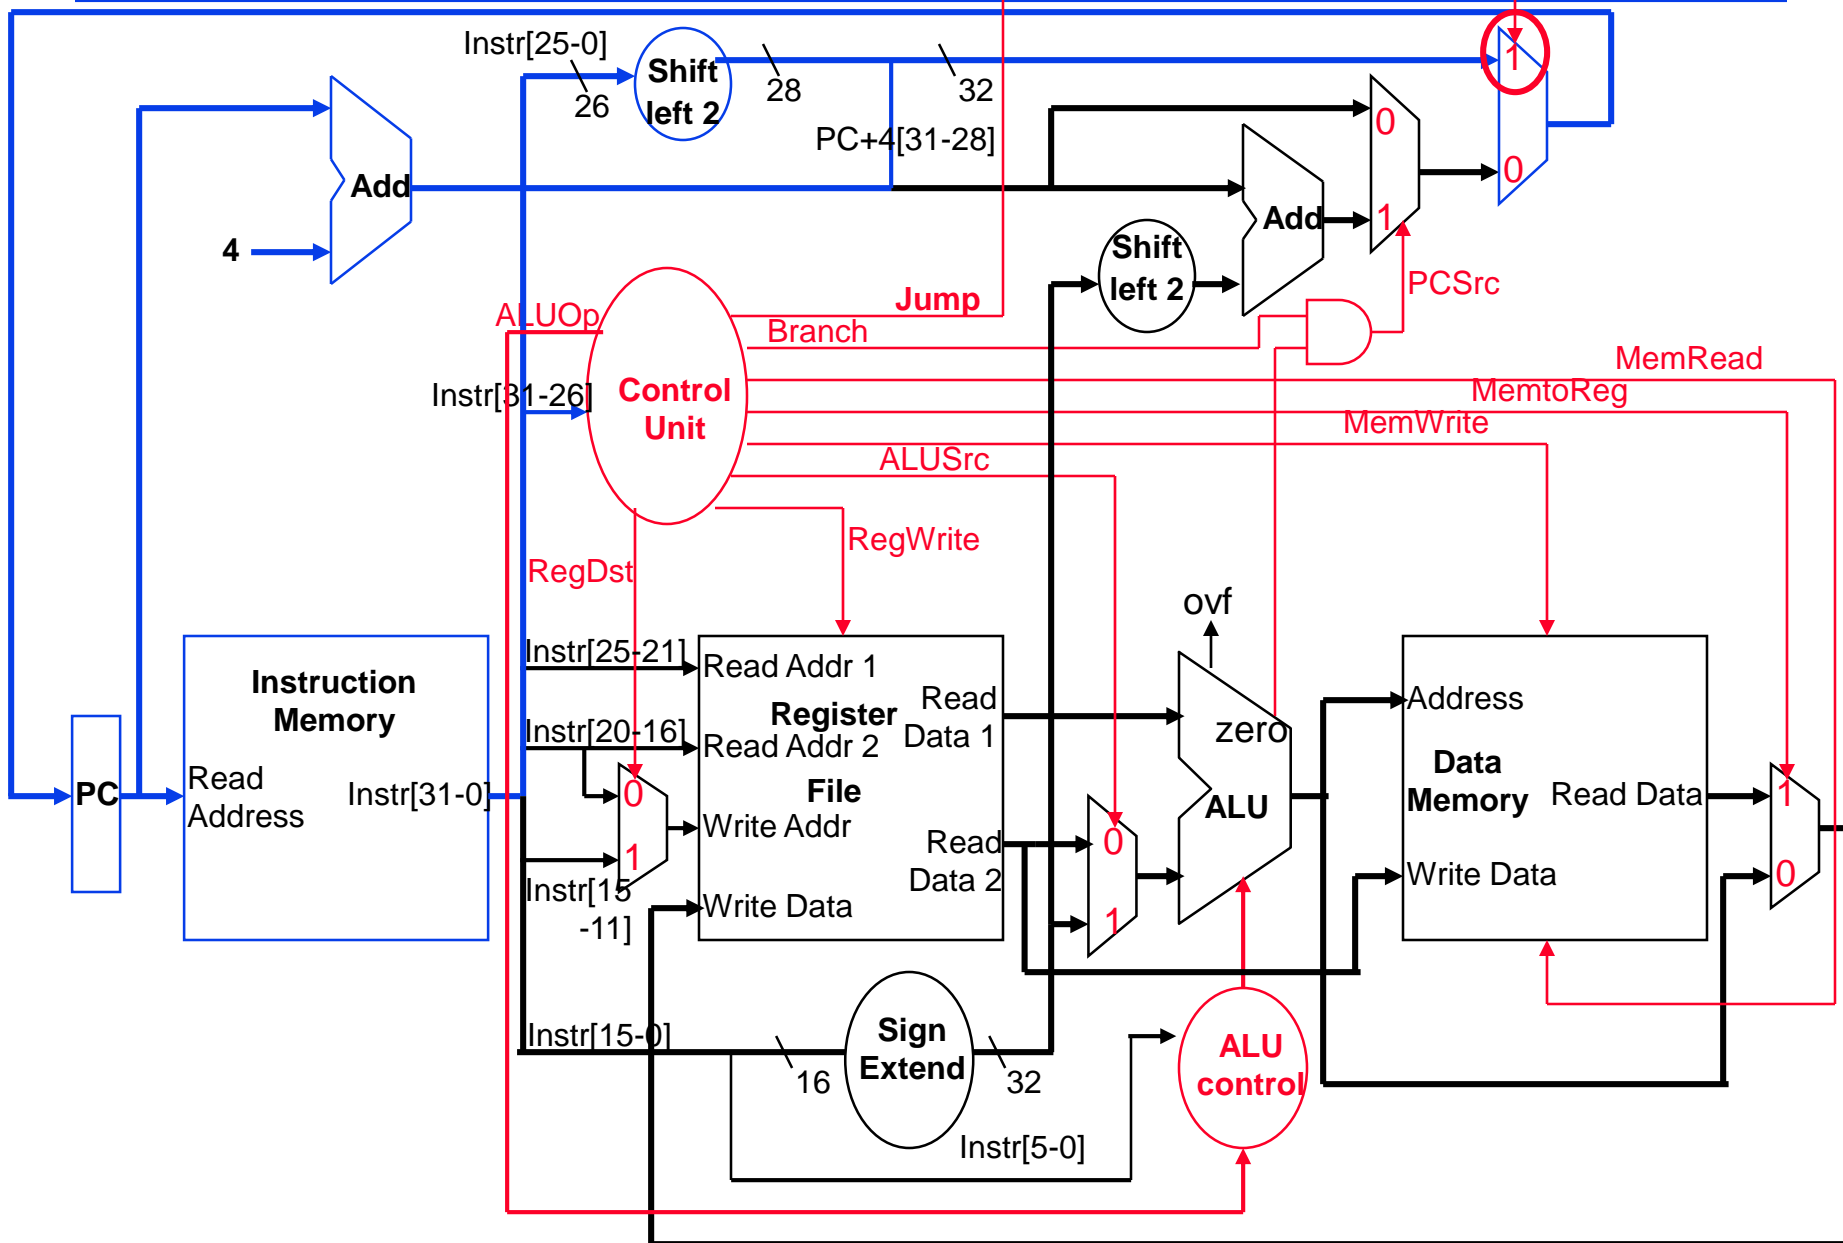 Instr[25-0]
Shift
left 2
26
28
32
PC+4[31-28]
1
0
0
1
Add
4
Add
Shift
left 2
PCSrc
ALUOp
Jump
Branch
Instr[31-26]
Control
Unit
MemRead
MemtoReg
MemWrite
ALUSrc
RegWrite
RegDst
ovf
Instruction
Memory
PC
Read
Address
Instr[31-0]
Instr[25-21]
Read Addr 1
Instr[20-16]
Read Addr 2
Register
File
Read
Data 1
0
1
Write Addr
Instr[15
-11]
Write Data
Read
Data 2
0
1
zero
ALU
Address
Data
Memory
Read Data
Write Data
1
0
Instr[15-0]
16
Sign
Extend
32
ALU
control
Instr[5-0]